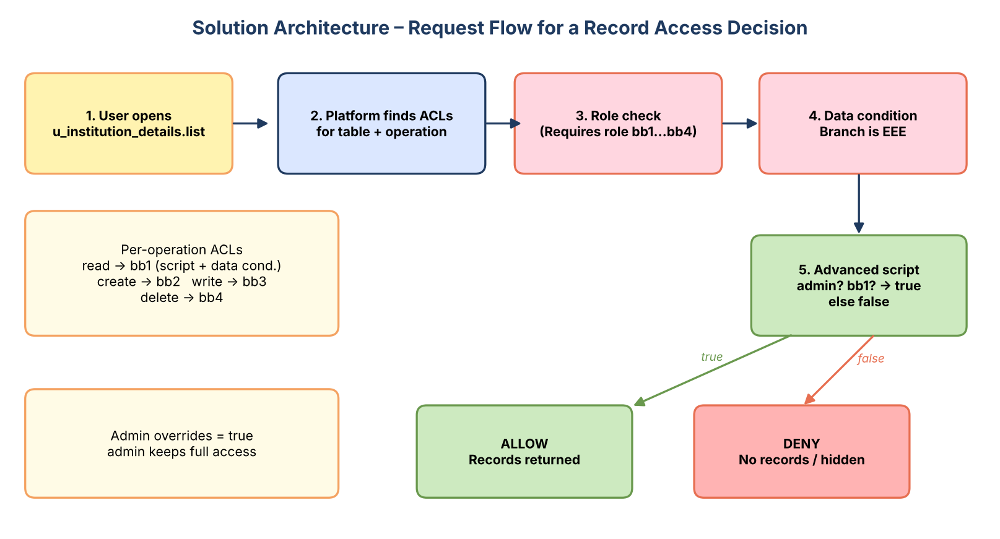 Solution Architecture – Request Flow for a Record Access Decision
1. User opens
u_institution_details.list
2. Platform finds ACLs
for table + operation
3. Role check
(Requires role bb1...bb4)
4. Data condition
Branch is EEE
Per-operation ACLs
read → bb1 (script + data cond.)
create → bb2   write → bb3
delete → bb4
5. Advanced script
admin? bb1? → true
else false
true
false
Admin overrides = true
admin keeps full access
ALLOW
Records returned
DENY
No records / hidden